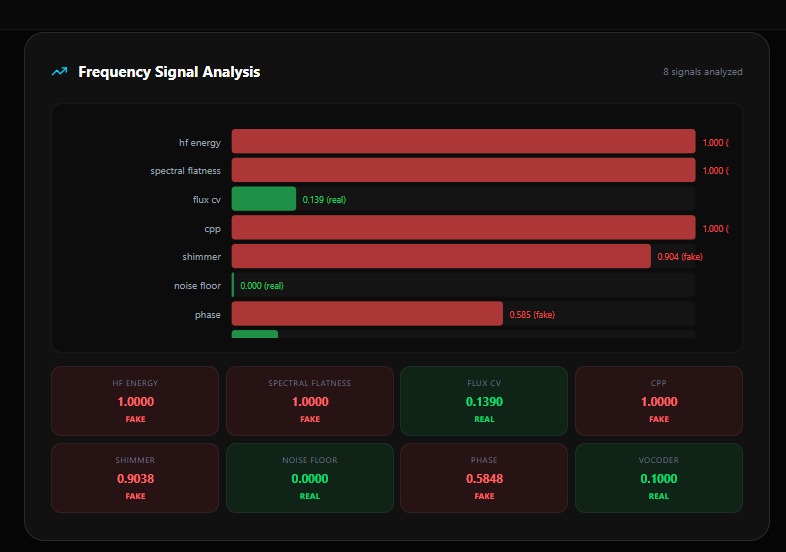 Frequency Signal Analysis
8 signals analyzed
hf energy
1.000 (
spectral flatness
1.000 (
flux cv
0.139 (real)
cpp
1.000 (
shimmer
0.904 (fake)
noise floor
0.000 (real)
phase
0.585 (fake)
HF ENERGY
1.0000
FAKE
SPECTRAL FLATNESS
1.0000
FAKE
FLUX CV
0.1390
REAL
CPP
1.0000
FAKE
SHIMMER
0.9038
FAKE
NOISE FLOOR
0.0000
REAL
PHASE
0.5848
FAKE
VOCODER
0.1000
REAL